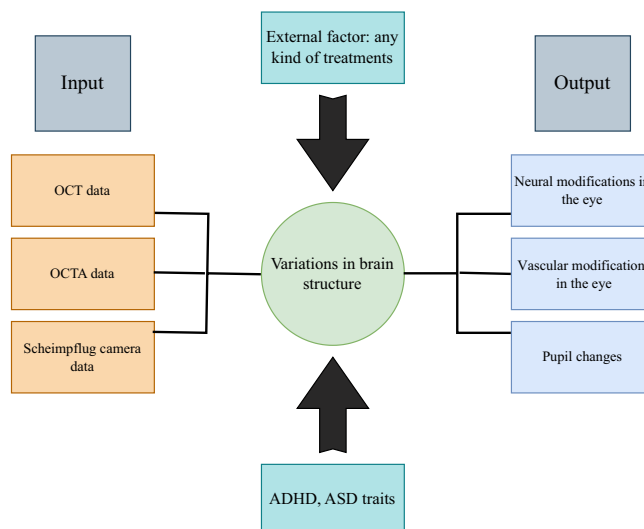 External factor: any
kind of treatments
Input
Output
OCT data
OCTA data
Scheimpflug camera
data
Variations in brain
structure
Neural modifications in
the eye
Vascular modification
in the eye
Pupil changes
ADHD, ASD traits